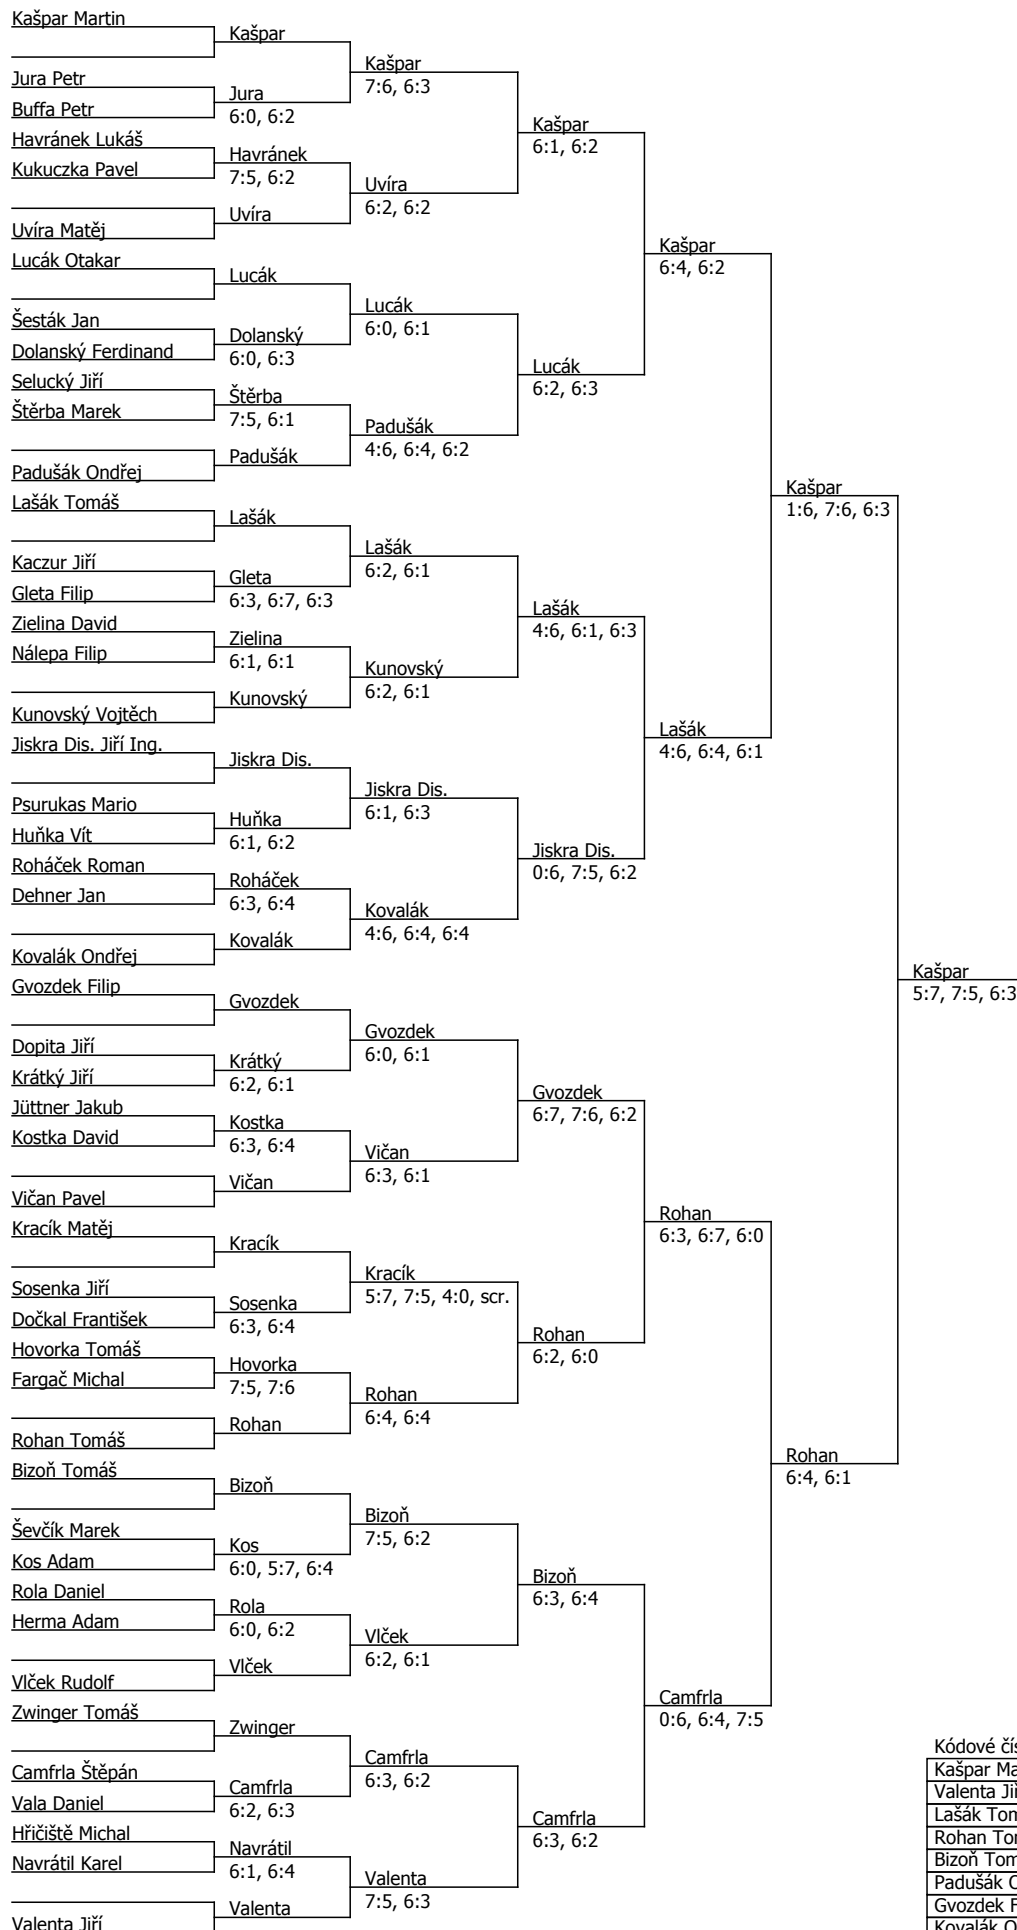 Kašpar Martin
Kašpar
Kašpar
7:6, 6:3
Jura Petr
Jura
Buffa Petr
6:0, 6:2
Kašpar
6:1, 6:2
Havránek Lukáš
Havránek
Kukuczka Pavel
7:5, 6:2
Uvíra
6:2, 6:2
Uvíra
Uvíra Matěj
Kašpar
6:4, 6:2
Lucák Otakar
Lucák
Lucák
6:0, 6:1
Šesták Jan
Dolanský
Dolanský Ferdinand
6:0, 6:3
Lucák
6:2, 6:3
Selucký Jiří
Štěrba
Štěrba Marek
7:5, 6:1
Padušák
4:6, 6:4, 6:2
Padušák
Padušák Ondřej
Kašpar
1:6, 7:6, 6:3
Lašák Tomáš
Lašák
Lašák
6:2, 6:1
Kaczur Jiří
Gleta
Gleta Filip
6:3, 6:7, 6:3
Lašák
4:6, 6:1, 6:3
Zielina David
Zielina
Nálepa Filip
6:1, 6:1
Kunovský
6:2, 6:1
Kunovský
Kunovský Vojtěch
Lašák
4:6, 6:4, 6:1
Jiskra Dis. Jiří Ing.
Jiskra Dis.
Jiskra Dis.
6:1, 6:3
Psurukas Mario
Huňka
Huňka Vít
6:1, 6:2
Jiskra Dis.
0:6, 7:5, 6:2
Roháček Roman
Roháček
Dehner Jan
6:3, 6:4
Kovalák
4:6, 6:4, 6:4
Kovalák
Kovalák Ondřej
Kašpar
5:7, 7:5, 6:3
Gvozdek Filip
Gvozdek
Gvozdek
6:0, 6:1
Dopita Jiří
Krátký
Krátký Jiří
6:2, 6:1
Gvozdek
6:7, 7:6, 6:2
Jüttner Jakub
Kostka
Kostka David
6:3, 6:4
Vičan
6:3, 6:1
Vičan
Vičan Pavel
Rohan
6:3, 6:7, 6:0
Kracík Matěj
Kracík
Kracík
5:7, 7:5, 4:0, scr.
Sosenka Jiří
Sosenka
Dočkal František
6:3, 6:4
Rohan
6:2, 6:0
Hovorka Tomáš
Hovorka
Fargač Michal
7:5, 7:6
Rohan
6:4, 6:4
Rohan
Rohan Tomáš
Rohan
6:4, 6:1
Bizoň Tomáš
Bizoň
Bizoň
7:5, 6:2
Ševčík Marek
Kos
Kos Adam
6:0, 5:7, 6:4
Bizoň
6:3, 6:4
Rola Daniel
Rola
Herma Adam
6:0, 6:2
Vlček
6:2, 6:1
Vlček
Vlček Rudolf
Camfrla
0:6, 6:4, 7:5
Zwinger Tomáš
Zwinger
Camfrla
6:3, 6:2
Camfrla Štěpán
Camfrla
Vala Daniel
6:2, 6:3
Camfrla
6:3, 6:2
Hřičiště Michal
Navrátil
Navrátil Karel
6:1, 6:4
Valenta
7:5, 6:3
Valenta
Valenta Jiří
Kódové
Kašpar
Valenta
Lašák
Rohan
Bizoň
Padušák
Gvozdek
Kovalák